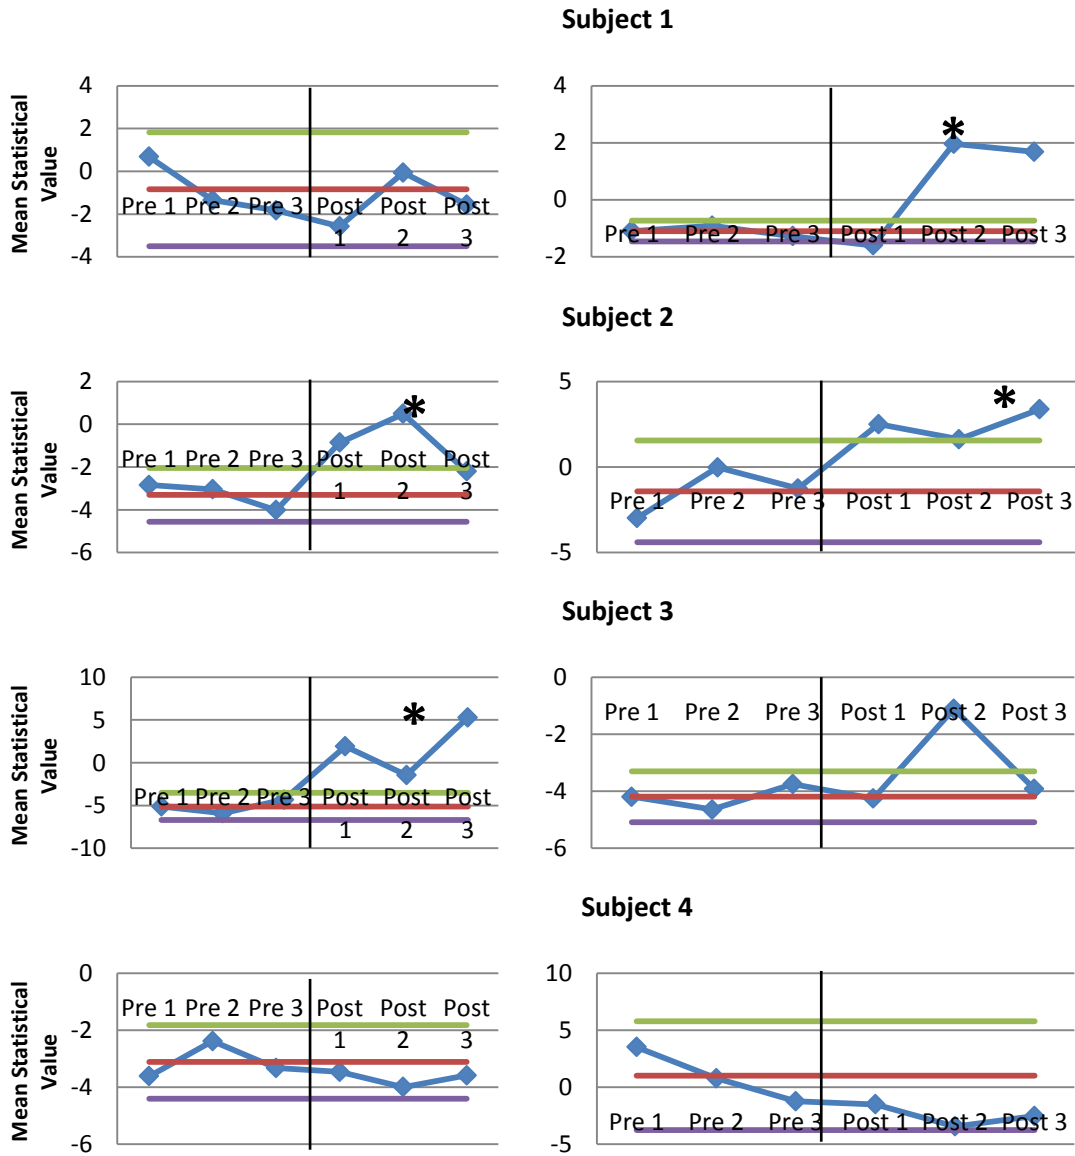 Subject 1
Mean Statistical
Value
4
2
0
-2
-4
Pre 1 Pre 2 Pre 3 Post Post Post
1 2 3
4
2
0
-2
Pre 1 Pre 2 Pre 3 Post 1 Post 2 Post 3
*
Subject 2
Mean Statistical
Value
2
0
-2
-4
-6
Pre 1 Pre 2 Pre 3 Post Post Post
1 2 3
*
5
0
-5
Pre 1 Pre 2 Pre 3 Post 1 Post 2 Post 3
*
Subject 3
Mean Statistical
Value
10
5
0
-5
-10
Pre 1 Pre 2 Pre 3 Post Post Post
1 2 3
*
0
-2
-4
-6
Pre 1 Pre 2 Pre 3 Post 1 Post 2 Post 3
Subject 4
Mean Statistical
Value
0
-2
-4
-6
Pre 1 Pre 2 Pre 3 Post Post Post
1 2 3
10
5
0
-5
Pre 1 Pre 2 Pre 3 Post 1 Post 2 Post 3